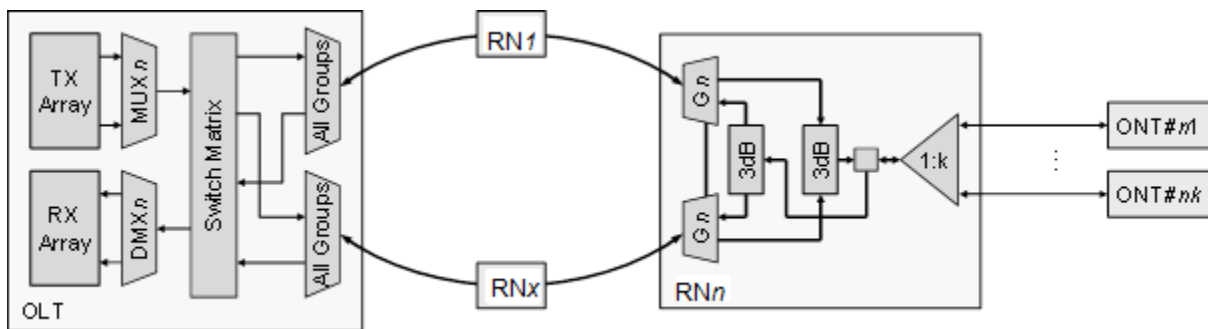 TX
Array
MUX n
Switch Matrix
All Groups
RX
Array
DMX n
All Groups
OLT
RN1
RNx
G n
3dB
3dB
G n
1:k
RNn
ONT#n1
⋮
ONT#nk